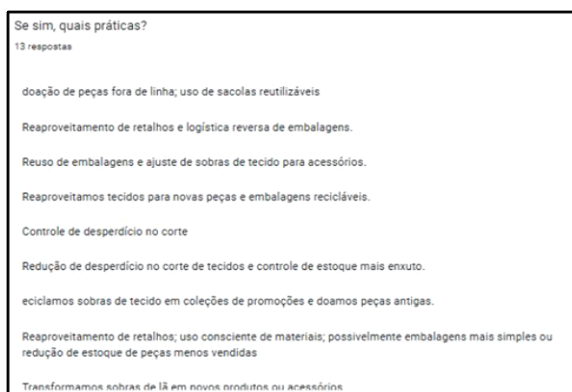 Se sim, quais práticas?
13 respostas
doação de peças fora de linha; uso de sacolas reutilizáveis
Reaproveitamento de retalhos e logística reversa de embalagens.
Reuso de embalagens e ajuste de sobras de tecido para acessórios.
Reaproveitamos tecidos para novas peças e embalagens recicláveis.
Controle de desperdício no corte
Redução de desperdício no corte de tecidos e controle de estoque mais enxuto.
eciclamos sobras de tecido em coleções de promoções e doamos peças antigas.
Reaproveitamento de retalhos; uso consciente de materiais; possivelmente embalagens mais simples ou
redução de estoque de peças menos vendidas
Transformamos sobras de lã em novos produtos ou acessórios